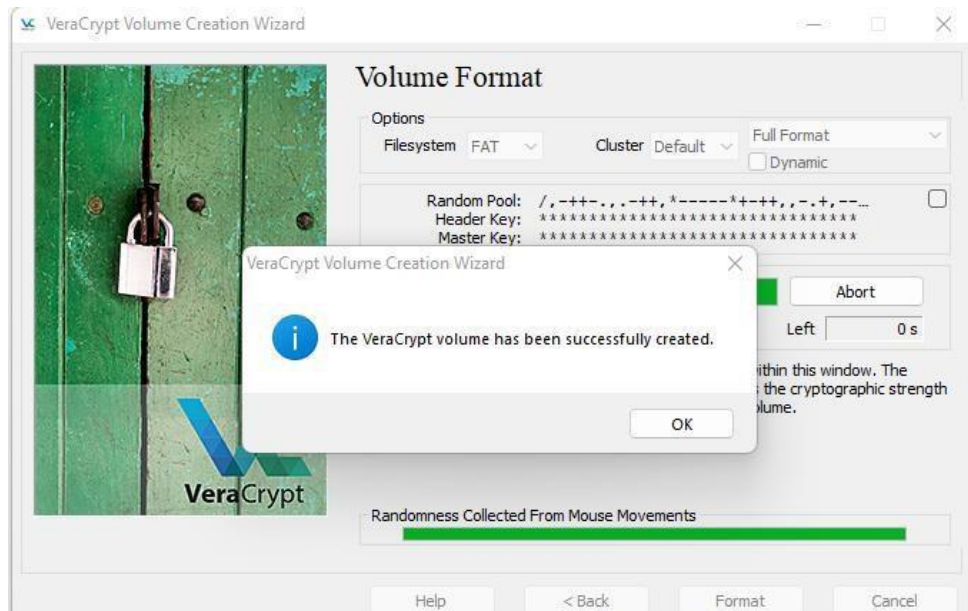 VeraCrypt Volume Creation Wizard
Volume Format
Options
Filesystem FAT Cluster Default Full Format
Dynamic
Random Pool: /,-++-.,.-++,*-----*+-++,,-.+,--...
Header Key: ********************************
Master Key: ********************************
VeraCrypt Volume Creation Wizard
Abort
Left 0 s
The VeraCrypt volume has been successfully created.
ithin this window. The
the cryptographic strength
lume.
OK
VeraCrypt
Randomness Collected From Mouse Movements
Help < Back Format Cancel